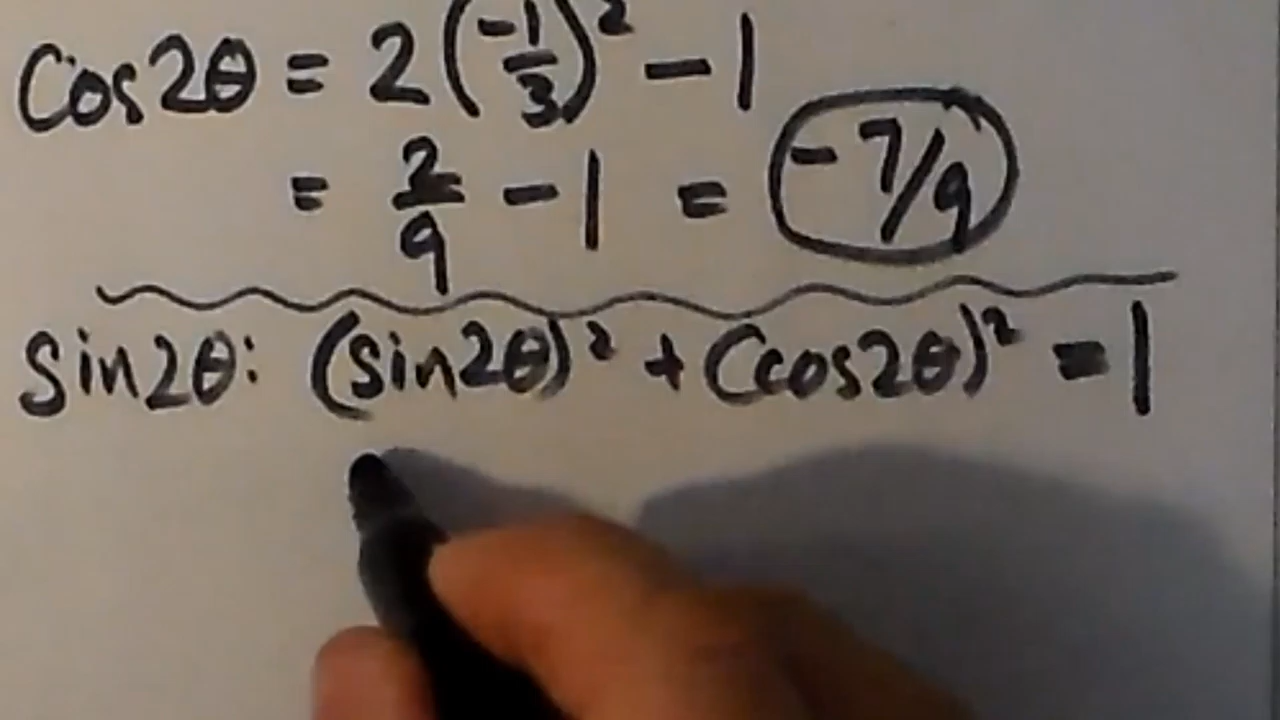 Cos2θ = 2(-1/3)² - 1
= 2/9 - 1 = -7/9
Sin2θ: (sin2θ)² + (cos2θ)² = 1